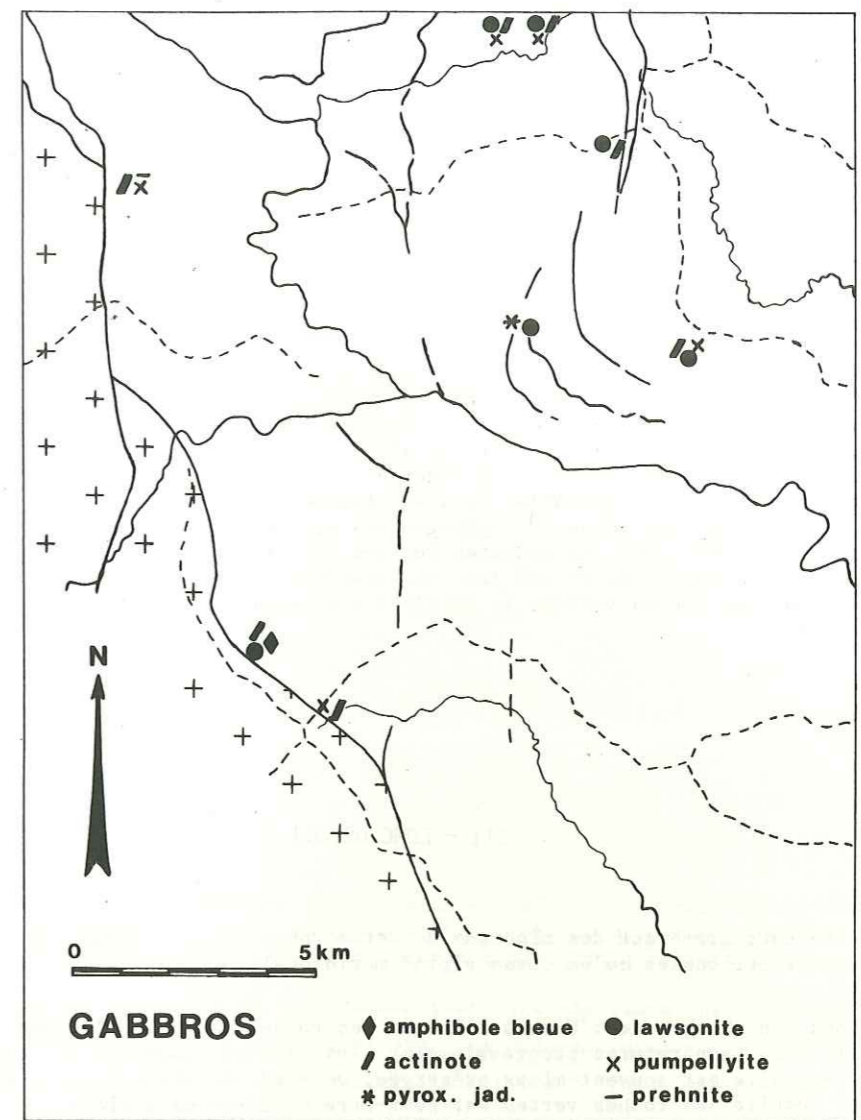 N
0 5 km
GABBROS
amphibole bleue lawsonite
actinote pumpellyite
pyrox. jad. prehnite